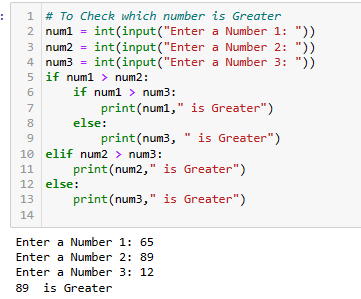 1 # To Check which number is Greater
2 num1 = int(input("Enter a Number 1: "))
3 num2 = int(input("Enter a Number 2: "))
4 num3 = int(input("Enter a Number 3: "))
5 if num1 > num2:
6     if num1 > num3:
7         print(num1," is Greater")
8     else:
9         print(num3, " is Greater")
10 elif num2 > num3:
11     print(num2," is Greater")
12 else:
13     print(num3," is Greater")
14
Enter a Number 1: 65
Enter a Number 2: 89
Enter a Number 3: 12
89  is Greater